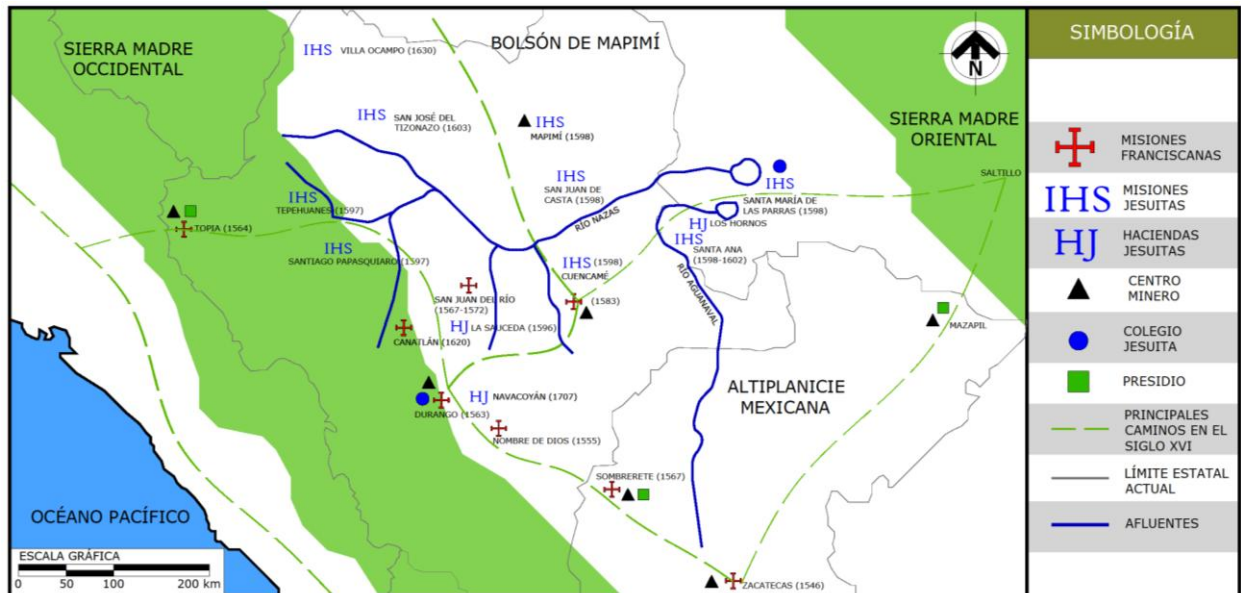 SIERRA MADRE
OCCIDENTAL
IHS
VILLA OCAMPO (1630)
BOLSÓN DE MAPIMÍ
N
SIERRA MADRE
ORIENTAL
SALTILLO
IHS
SAN JOSÉ DEL
TIZONAZO (1603)
IHS
MAPIMÍ (1598)
IHS
SAN JUAN DE
CASTA (1598)
IHS
SANTA MARÍA DE
LAS PARRAS (1598)
IHS
TEPEHUANES (1597)
RÍO NAZAS
HJ LOS HORNOS
TOPIA (1564)
IHS
SANTA ANA
(1598-1602)
IHS
SANTIAGO PAPASQUIARO (1597)
IHS (1598)
CUENCAMÉ
RÍO AGUANAVAL
(1583)
SAN JUAN DEL RÍO
(1567-1572)
HJ LA SAUCEDA (1596)
CANATLÁN (1620)
MAZAPIL
ALTIPLANICIE
MEXICANA
HJ NAVACOYÁN (1707)
DURANGO (1563)
NOMBRE DE DIOS (1555)
SOMBRERETE (1567)
ZACATECAS (1546)
OCÉANO PACÍFICO
ESCALA GRÁFICA
0 50 100 200 km
SIMBOLOGÍA
MISIONES
FRANCISCANAS
IHS MISIONES
JESUITAS
HJ HACIENDAS
JESUITAS
CENTRO
MINERO
COLEGIO
JESUITA
PRESIDIO
PRINCIPALES
CAMINOS EN EL
SIGLO XVI
LÍMITE ESTATAL
ACTUAL
AFLUENTES